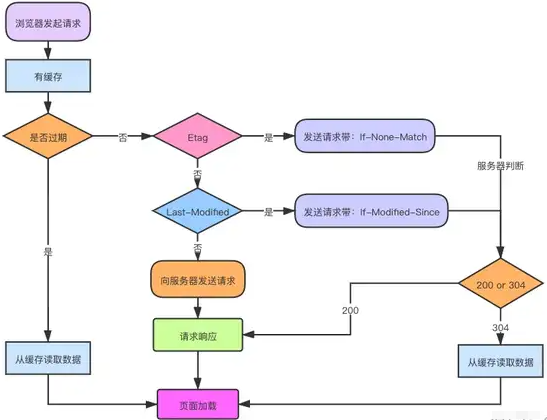 浏览器发起请求
有缓存
是否过期
否
Etag
是
发送请求带：If-None-Match
服务器判断
否
Last-Modified
是
发送请求带：If-Modified-Since
是
否
向服务器发送请求
200 or 304
200
304
请求响应
从缓存读取数据
从缓存读取数据
页面加载